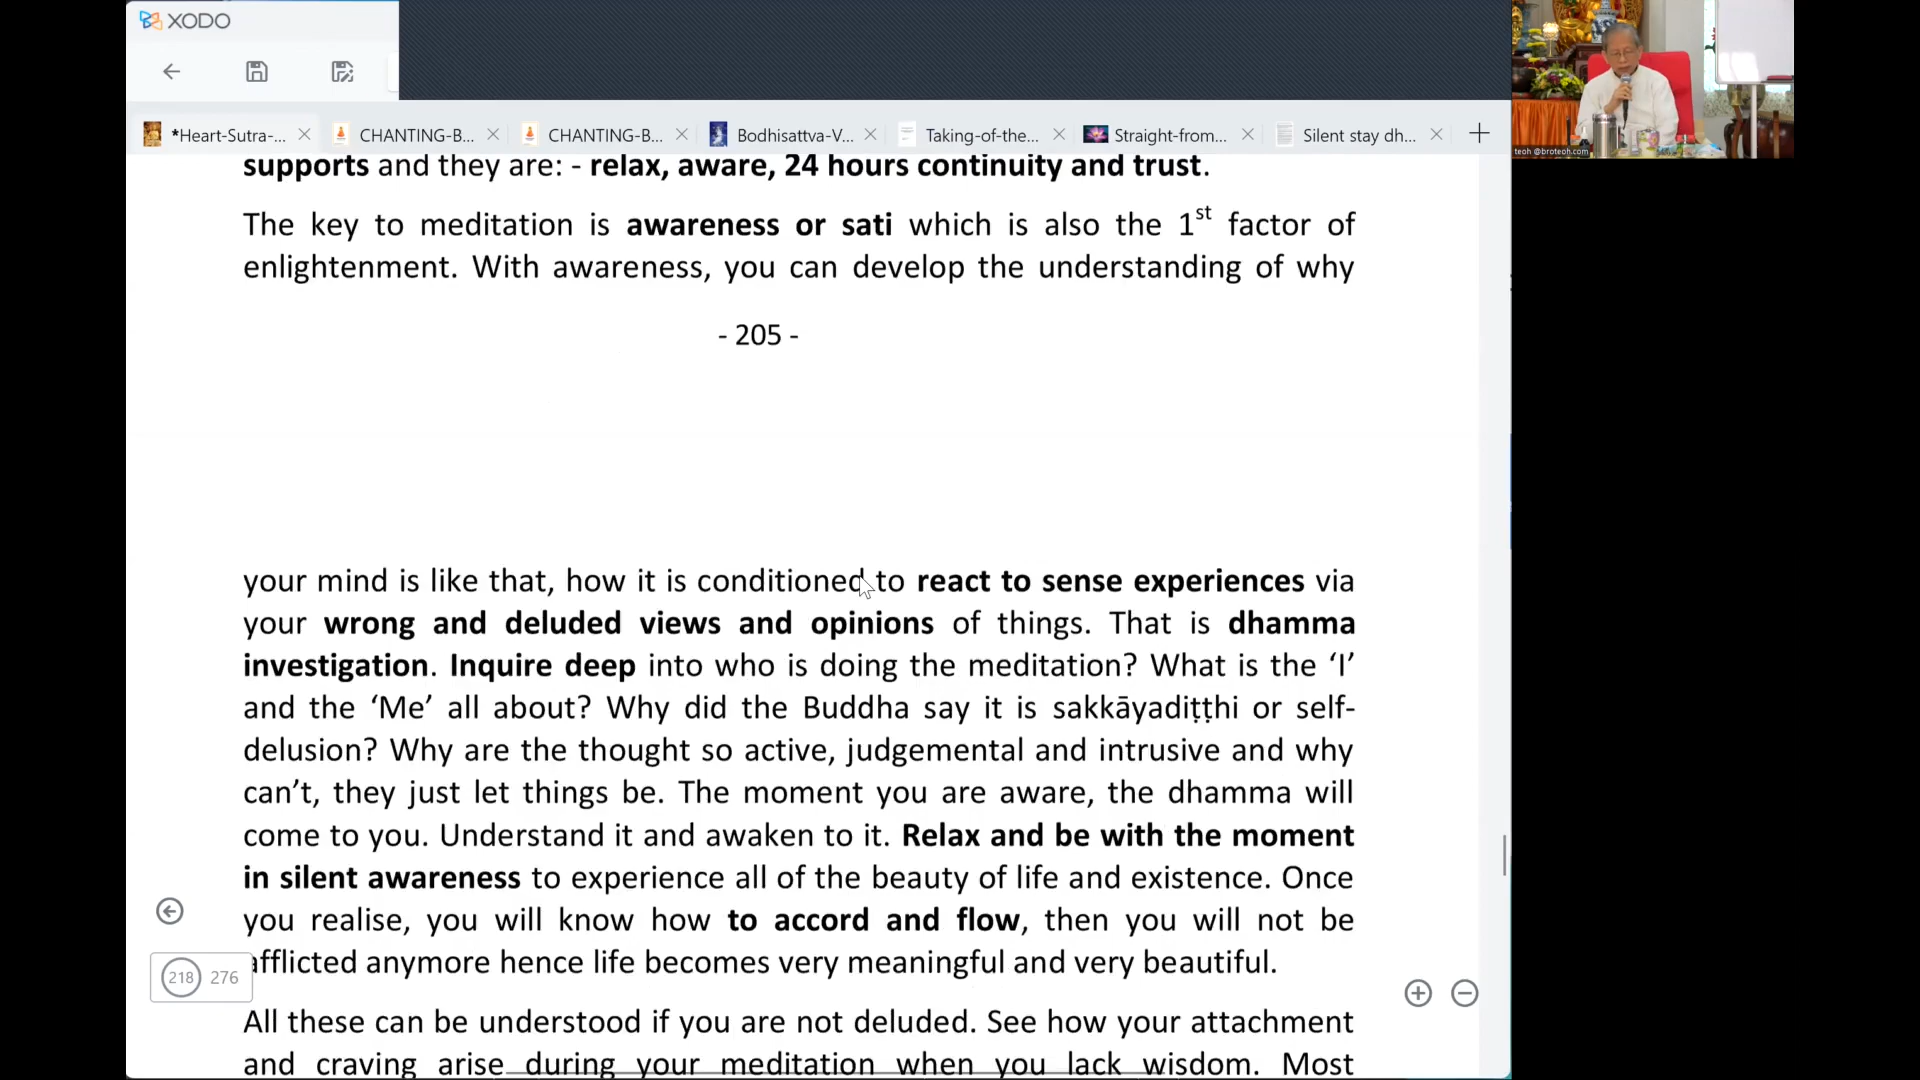 XODO
*Heart-Sutra-...
CHANTING-B...
CHANTING-B...
Bodhisattva-V...
Taking-of-the...
Straight-from...
Silent stay dh...
teoh @broteoh.com
supports and they are: - relax, aware, 24 hours continuity and trust.
The key to meditation is awareness or sati which is also the 1st factor of
enlightenment. With awareness, you can develop the understanding of why
- 205 -
your mind is like that, how it is conditioned to react to sense experiences via
your wrong and deluded views and opinions of things. That is dhamma
investigation. Inquire deep into who is doing the meditation? What is the ‘I’
and the ‘Me’ all about? Why did the Buddha say it is sakkāyadiṭṭhi or self-
delusion? Why are the thought so active, judgemental and intrusive and why
can’t, they just let things be. The moment you are aware, the dhamma will
come to you. Understand it and awaken to it. Relax and be with the moment
in silent awareness to experience all of the beauty of life and existence. Once
you realise, you will know how to accord and flow, then you will not be
afflicted anymore hence life becomes very meaningful and very beautiful.
218 276
All these can be understood if you are not deluded. See how your attachment
and craving arise during your meditation when you lack wisdom. Most